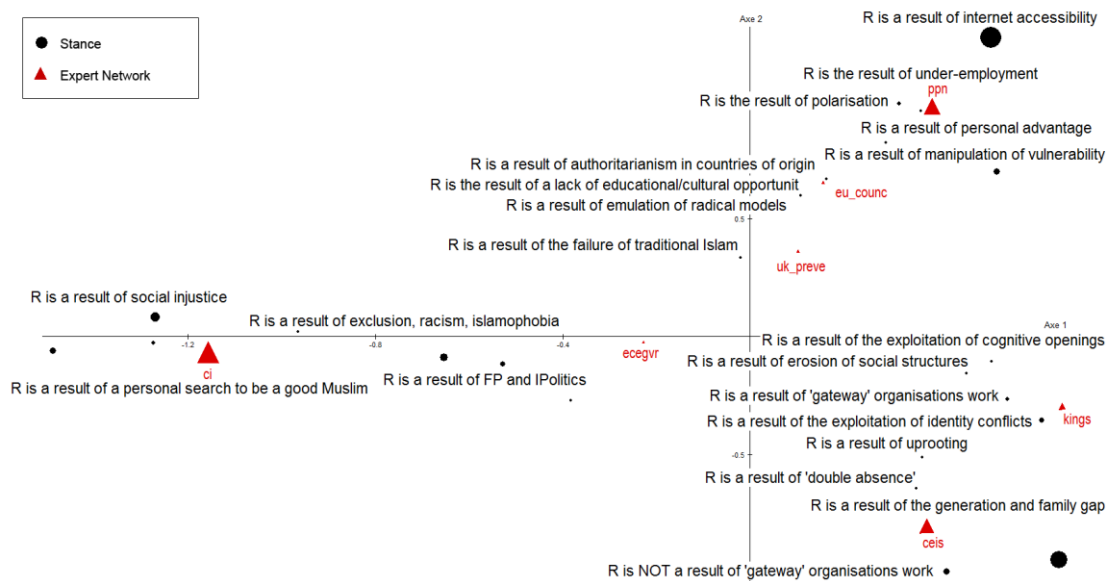 Axe 2
R is a result of internet accessibility
Stance
Expert Network
R is the result of under-employment
ppn
R is the result of polarisation
R is a result of personal advantage
R is a result of manipulation of vulnerability
R is a result of authoritarianism in countries of origin
R is the result of a lack of educational/cultural opportunit
eu_counc
R is a result of emulation of radical models
0.5
R is a result of the failure of traditional Islam
uk_preve
R is a result of social injustice
R is a result of exclusion, racism, islamophobia
Axe 1
-1.2
-0.8
-0.4
R is a result of the exploitation of cognitive openings
ecegvr
R is a result of erosion of social structures
ci
R is a result of a personal search to be a good Muslim
R is a result of FP and IPolitics
R is a result of 'gateway' organisations work
kings
R is a result of the exploitation of identity conflicts
R is a result of uprooting
-0.5
R is a result of 'double absence'
R is a result of the generation and family gap
ceis
R is NOT a result of 'gateway' organisations work